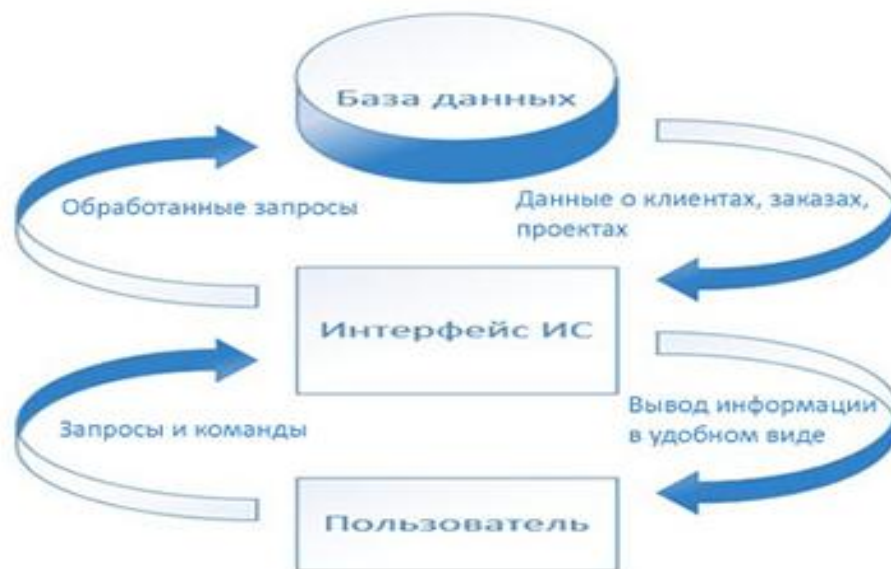 База данных
Обработанные запросы
Данные о клиентах, заказах,
проектах
Интерфейс ИС
Запросы и команды
Вывод информации
в удобном виде
Пользователь